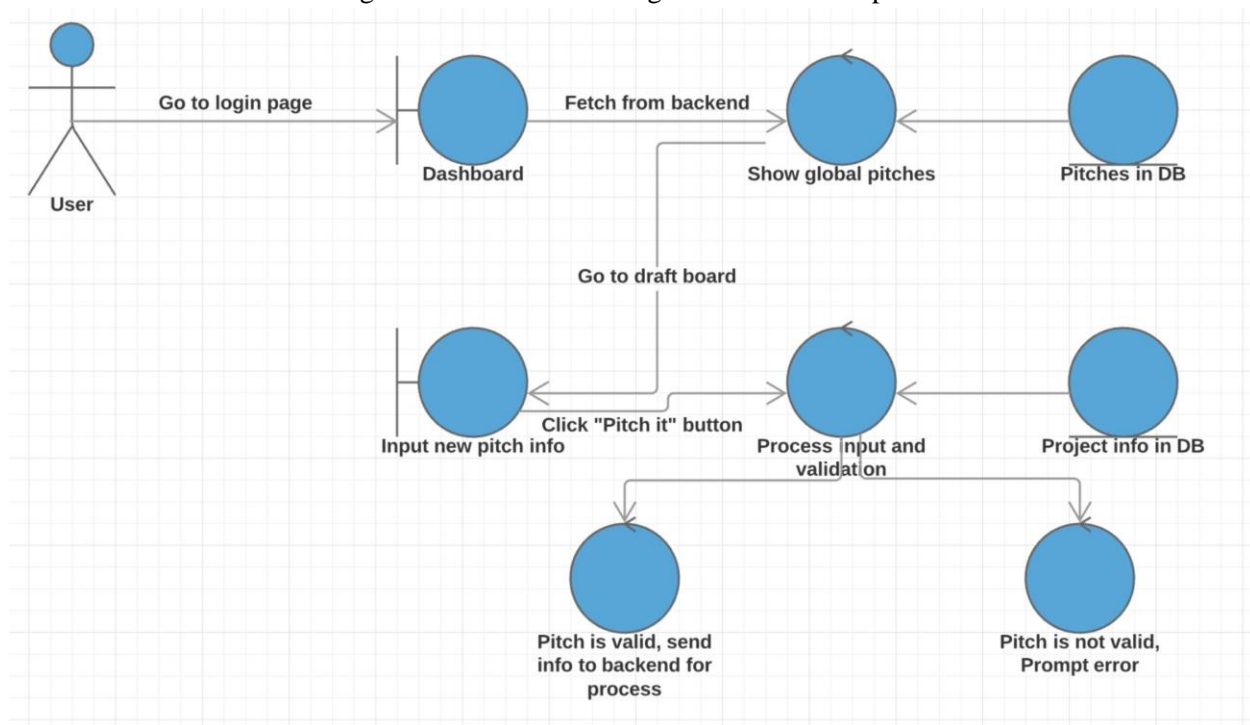 Go to login page
Fetch from backend
Dashboard
Show global pitches
Pitches in DB
User
Go to draft board
Click "Pitch it" button
Input new pitch info
Process input and
validation
Project info in DB
Pitch is valid, send
info to backend for
process
Pitch is not valid,
Prompt error